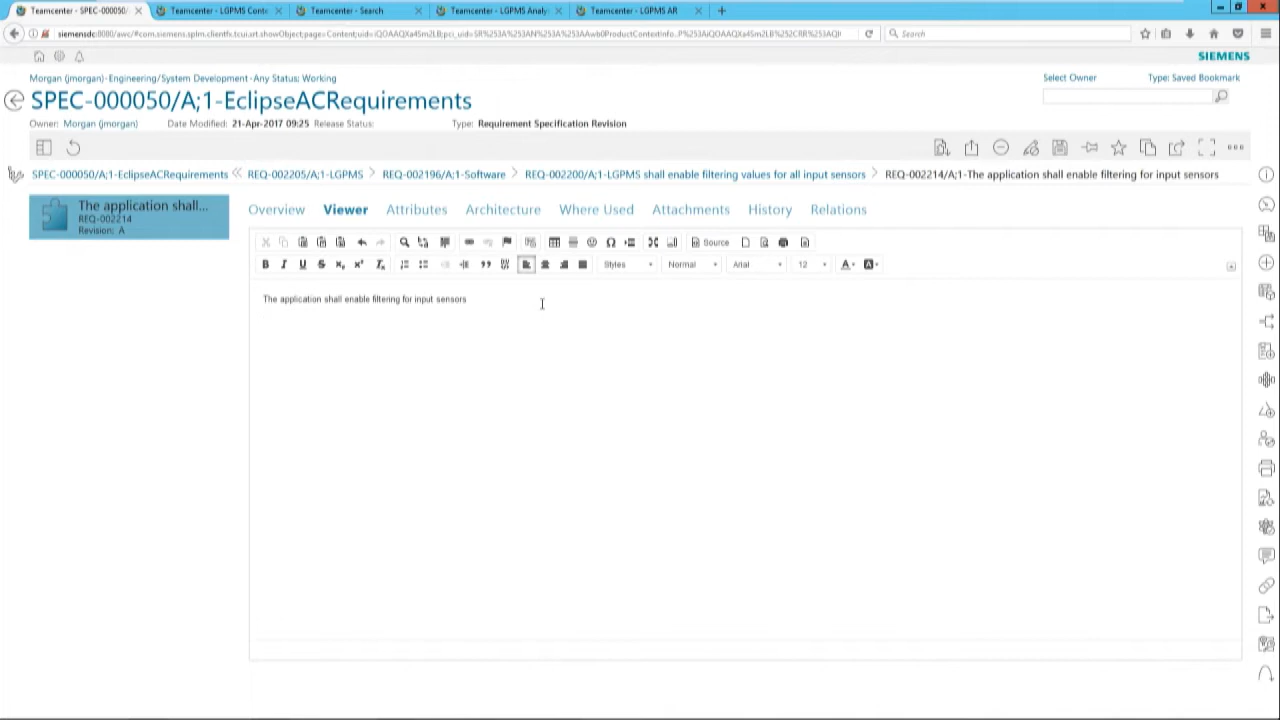 Teamcenter - SPEC-000050/ Teamcenter - LGPMS Conte Teamcenter - Search Teamcenter - LGPMS Analy Teamcenter - LGPMS AR
Search
SIEMENS
Morgan (jmorgan)-Engineering/System Development-Any Status: Working
Select Owner Type: Saved Bookmark
SPEC-000050/A;1-EclipseACRequirements
Owner: Morgan (jmorgan) Date Modified: 21-Apr-2017 09:25 Release Status: Type: Requirement Specification Revision
SPEC-000050/A;1-EclipseACRequirements REQ-002205/A;1-LGPMS REQ-002196/A;1-Software REQ-002200/A;1-LGPMS shall enable filtering values for all input sensors REQ-002214/A;1-The application shall enable filtering for input sensors
The application shall...
REQ-002214
Revision: A
Overview Viewer Attributes Architecture Where Used Attachments History Relations
Source
Styles Normal Arial 12
The application shall enable filtering for input sensors